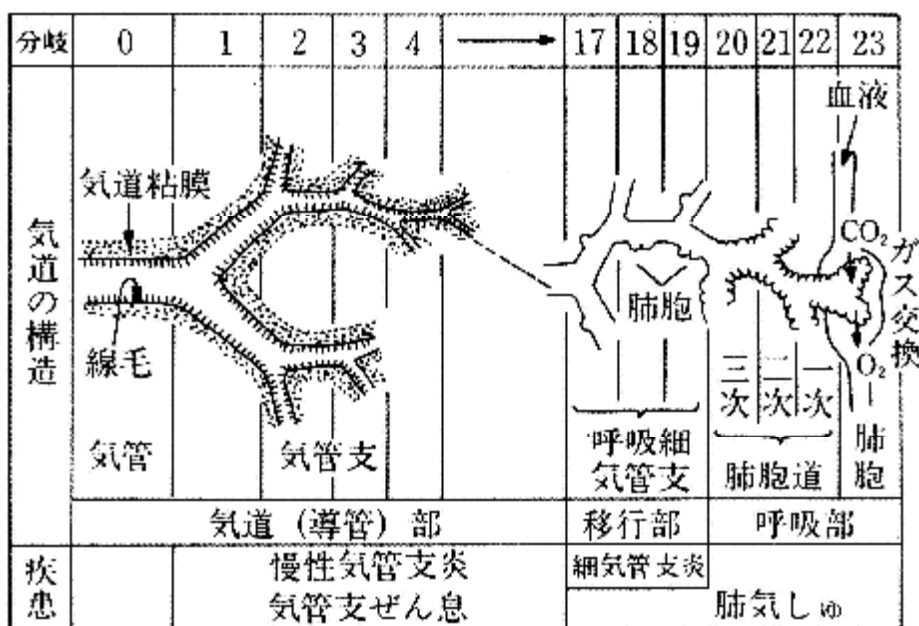 分岐 0 1 2 3 4 17 18 19 20 21 22 23
血液
気道粘膜
気道の構造
CO₂
ガス交換
肺胞
線毛
O₂
三次 二次 一次
気管 気管支 呼吸細気管支 肺胞道 肺胞
気道 (導管) 部 移行部 呼吸部
疾患
慢性気管支炎
気管支ぜん息
細気管支炎
肺気しゅ